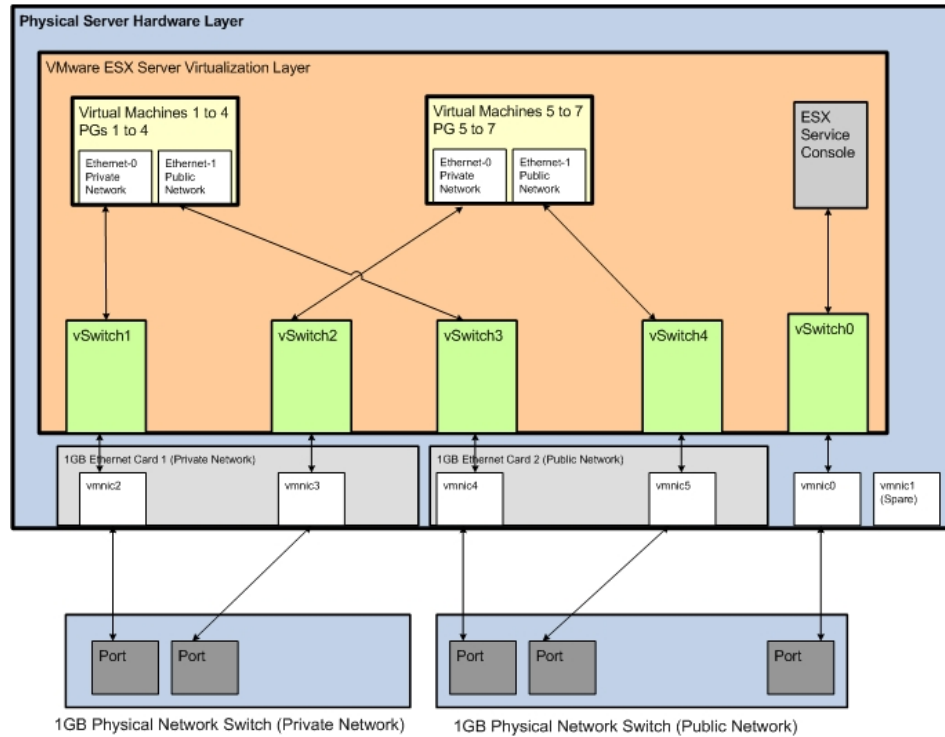 Physical Server Hardware Layer
VMware ESX Server Virtualization Layer
Virtual Machines 1 to 4
PGs 1 to 4
Ethernet-0
Private
Network
Ethernet-1
Public
Network
Virtual Machines 5 to 7
PG 5 to 7
Ethernet-0
Private
Network
Ethernet-1
Public
Network
ESX
Service
Console
vSwitch1
vSwitch2
vSwitch3
vSwitch4
vSwitch0
1GB Ethernet Card 1 (Private Network)
1GB Ethernet Card 2 (Public Network)
vmnic2
vmnic3
vmnic4
vmnic5
vmnic0
vmnic1
(Spare)
Port
Port
Port
Port
Port
1GB Physical Network Switch (Private Network)
1GB Physical Network Switch (Public Network)